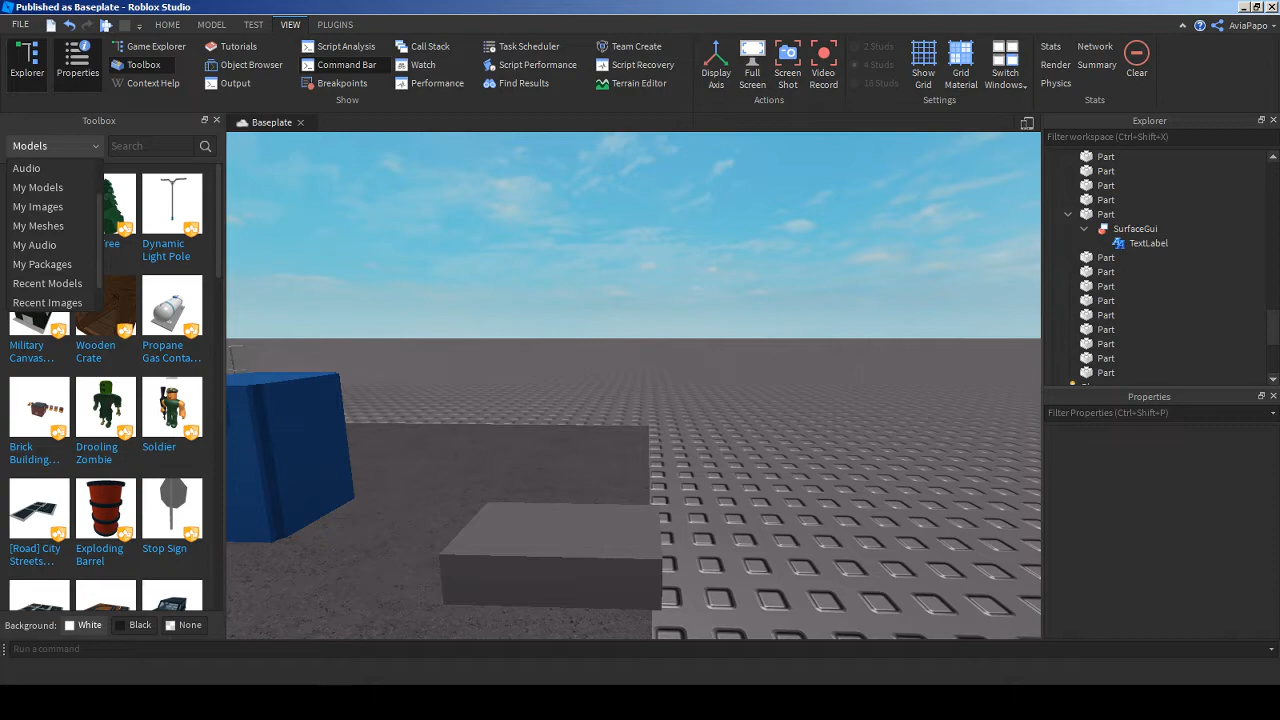 Published as Baseplate - Roblox Studio
FILE HOME MODEL TEST VIEW PLUGINS AviaPapo
Explorer
Properties
Game Explorer
Toolbox
Context Help
Tutorials
Object Browser
Output
Script Analysis
Command Bar
Breakpoints
Call Stack
Watch
Performance
Task Scheduler
Script Performance
Find Results
Team Create
Script Recovery
Terrain Editor
Show
Display Axis
Full Screen
Screen Shot
Video Record
Actions
2 Studs
4 Studs
16 Studs
Show Grid
Grid Material
Switch Windows
Settings
Stats Network
Render Summary
Physics
Clear
Stats
Toolbox
Models
Search
Audio
My Models
My Images
My Meshes
My Audio
My Packages
Recent Models
Recent Images
Tree
Dynamic Light Pole
Military Canvas...
Wooden Crate
Propane Gas Conta...
Brick Building...
Drooling Zombie
Soldier
[Road] City Streets...
Exploding Barrel
Stop Sign
Background: White Black None
Run a command
Baseplate
Explorer
Filter workspace (Ctrl+Shift+X)
Part
Part
Part
Part
Part
SurfaceGui
TextLabel
Part
Part
Part
Part
Part
Part
Part
Part
Part
Properties
Filter Properties (Ctrl+Shift+P)